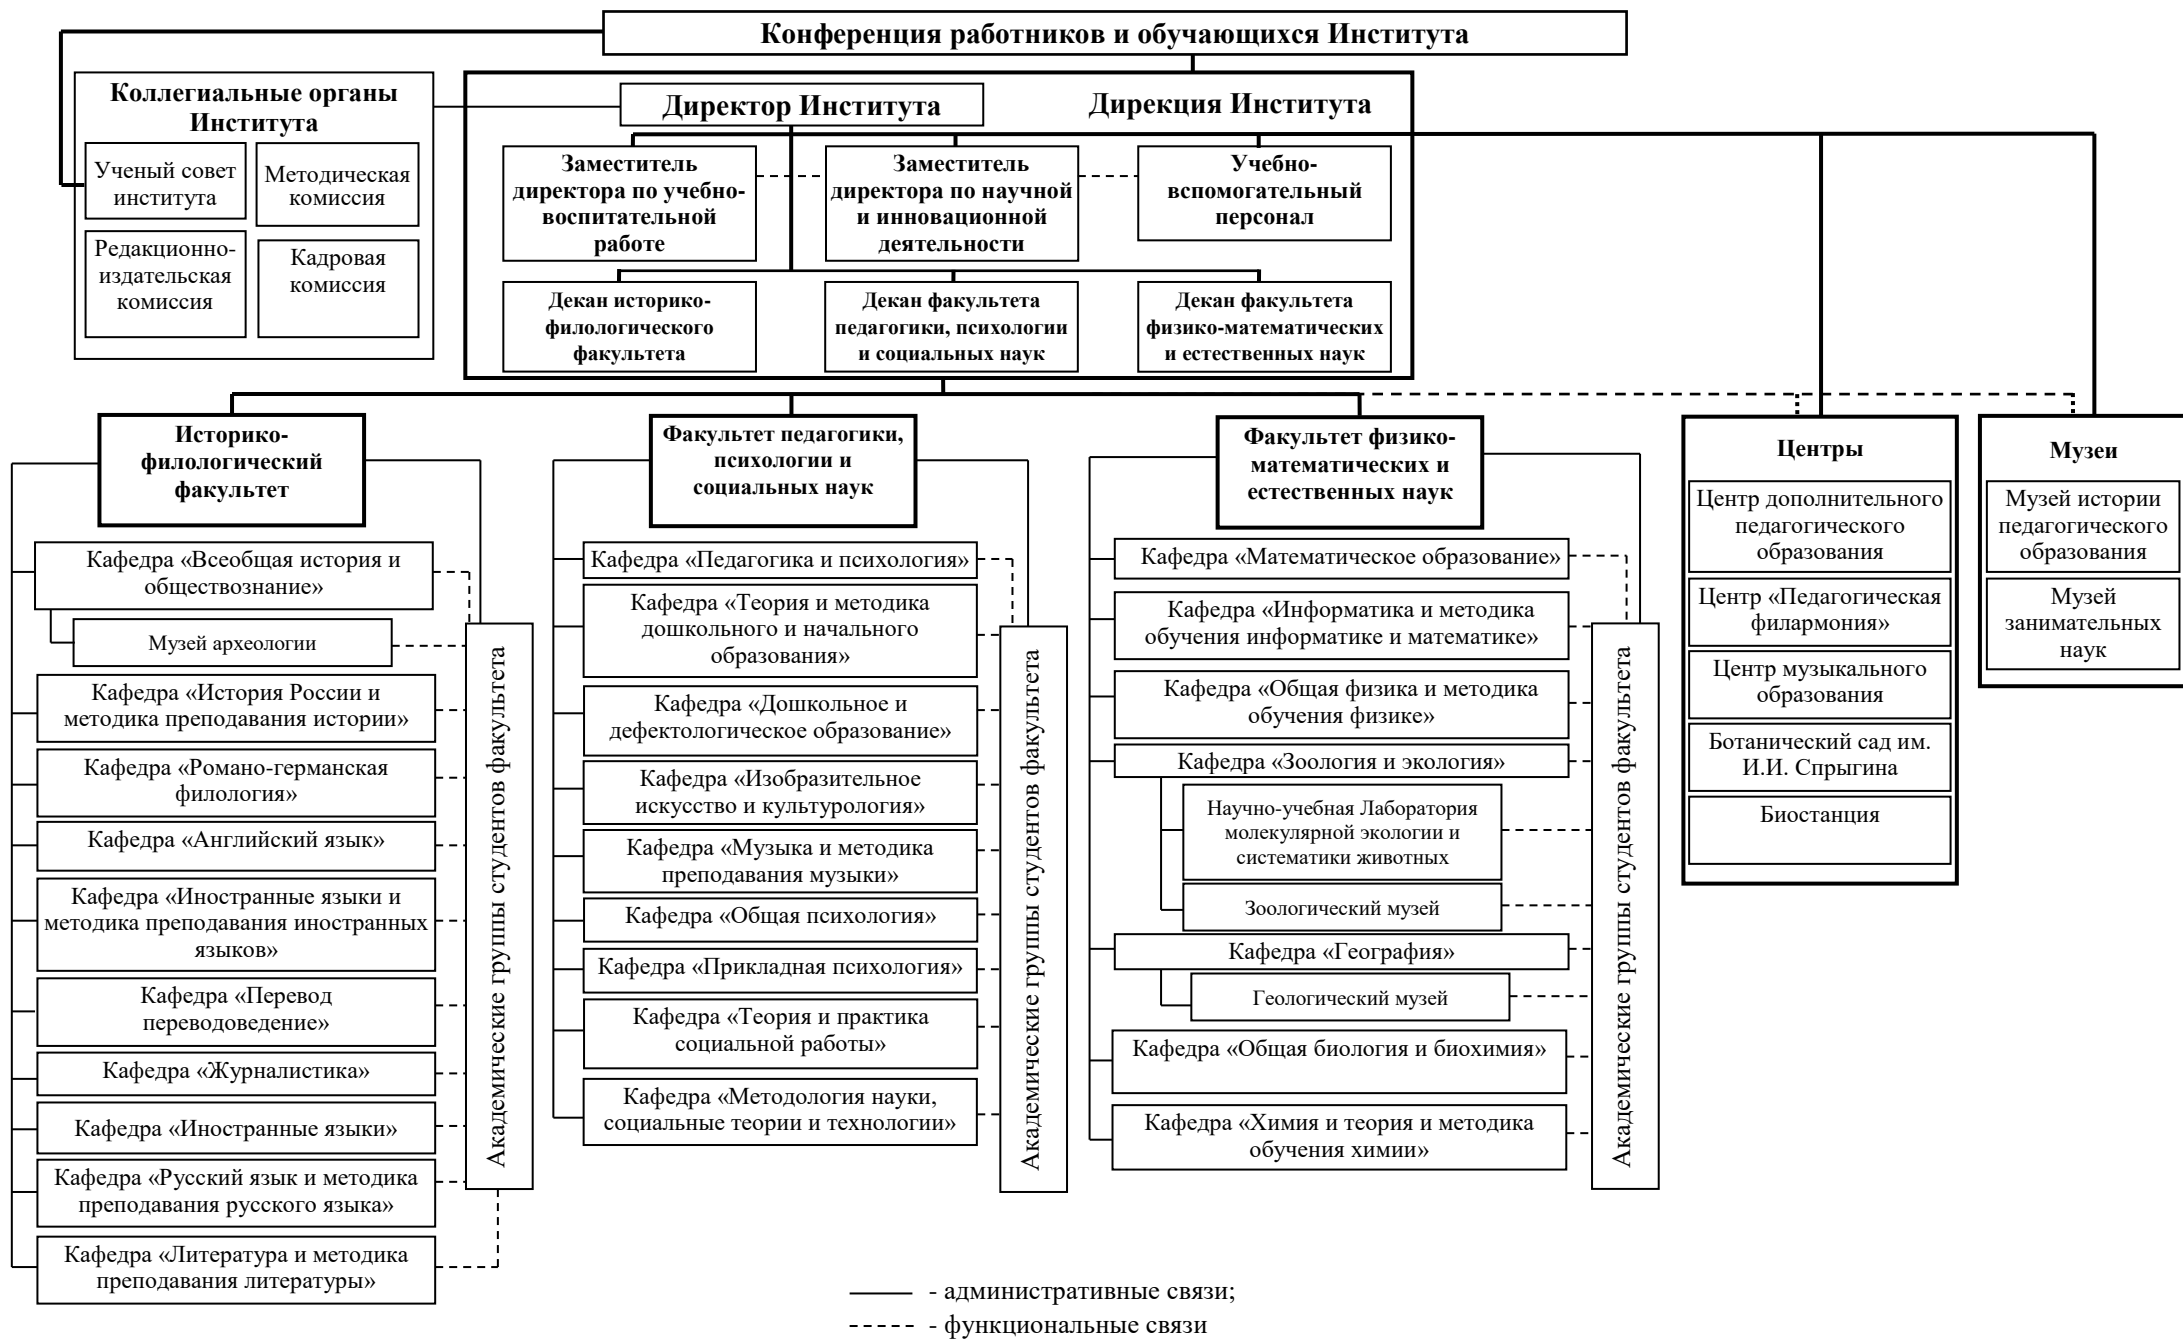 Конференция работников и обучающихся Института
Коллегиальные органы
Института
Ученый совет
института
Методическая
комиссия
Редакционно-
издательская
комиссия
Кадровая
комиссия
Директор Института
Дирекция Института
Заместитель
директора по учебно-
воспитательной
работе
Заместитель
директора по научной
и инновационной
деятельности
Учебно-
вспомогательный
персонал
Декан историко-
филологического
факультета
Декан факультета
педагогики, психологии
и социальных наук
Декан факультета
физико-математических
и естественных наук
Историко-
филологический
факультет
Кафедра «Всеобщая история и
обществознание»
Музей археологии
Кафедра «История России и
методика преподавания истории»
Кафедра «Романо-германская
филология»
Кафедра «Английский язык»
Кафедра «Иностранные языки и
методика преподавания иностранных
языков»
Кафедра «Перевод
переводоведение»
Кафедра «Журналистика»
Кафедра «Иностранные языки»
Кафедра «Русский язык и методика
преподавания русского языка»
Кафедра «Литература и методика
преподавания литературы»
Академические группы студентов факультета
Факультет педагогики,
психологии и
социальных наук
Кафедра «Педагогика и психология»
Кафедра «Теория и методика
дошкольного и начального
образования»
Кафедра «Дошкольное и
дефектологическое образование»
Кафедра «Изобразительное
искусство и культурология»
Кафедра «Музыка и методика
преподавания музыки»
Кафедра «Общая психология»
Кафедра «Прикладная психология»
Кафедра «Теория и практика
социальной работы»
Кафедра «Методология науки,
социальные теории и технологии»
Академические группы студентов факультета
Факультет физико-
математических и
естественных наук
Кафедра «Математическое образование»
Кафедра «Информатика и методика
обучения информатике и математике»
Кафедра «Общая физика и методика
обучения физике»
Кафедра «Зоология и экология»
Научно-учебная Лаборатория
молекулярной экологии и
систематики животных
Зоологический музей
Кафедра «География»
Геологический музей
Кафедра «Общая биология и биохимия»
Кафедра «Химия и теория и методика
обучения химии»
Академические группы студентов факультета
Центры
Центр дополнительного
педагогического
образования
Центр «Педагогическая
филармония»
Центр музыкального
образования
Ботанический сад им.
И.И. Спрыгина
Биостанция
Музеи
Музей истории
педагогического
образования
Музей
занимательных
наук
- административные связи;
- функциональные связи